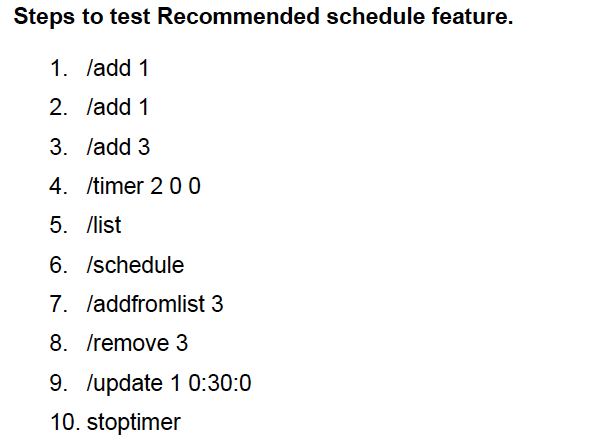 Steps to test Recommended schedule feature.
1. /add 1
2. /add 1
3. /add 3
4. /timer 2 0 0
5. /list
6. /schedule
7. /addfromlist 3
8. /remove 3
9. /update 1 0:30:0
10. stoptimer